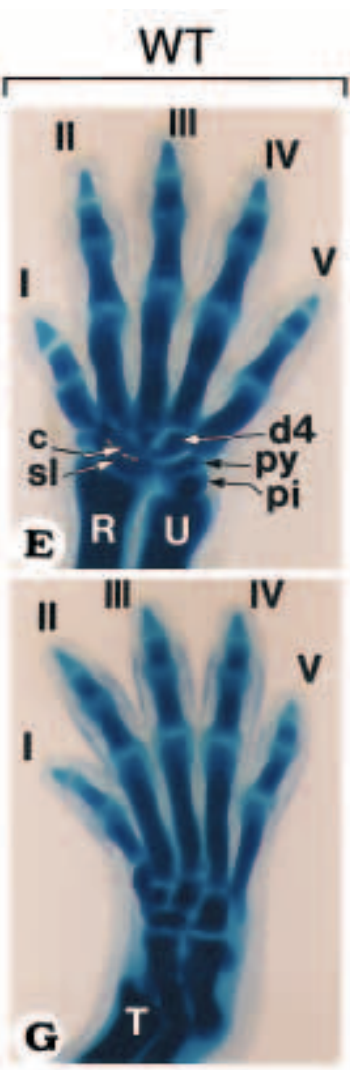 WT
I II III IV V
c d4
sl py
pi
E R U
I II III IV V
G T